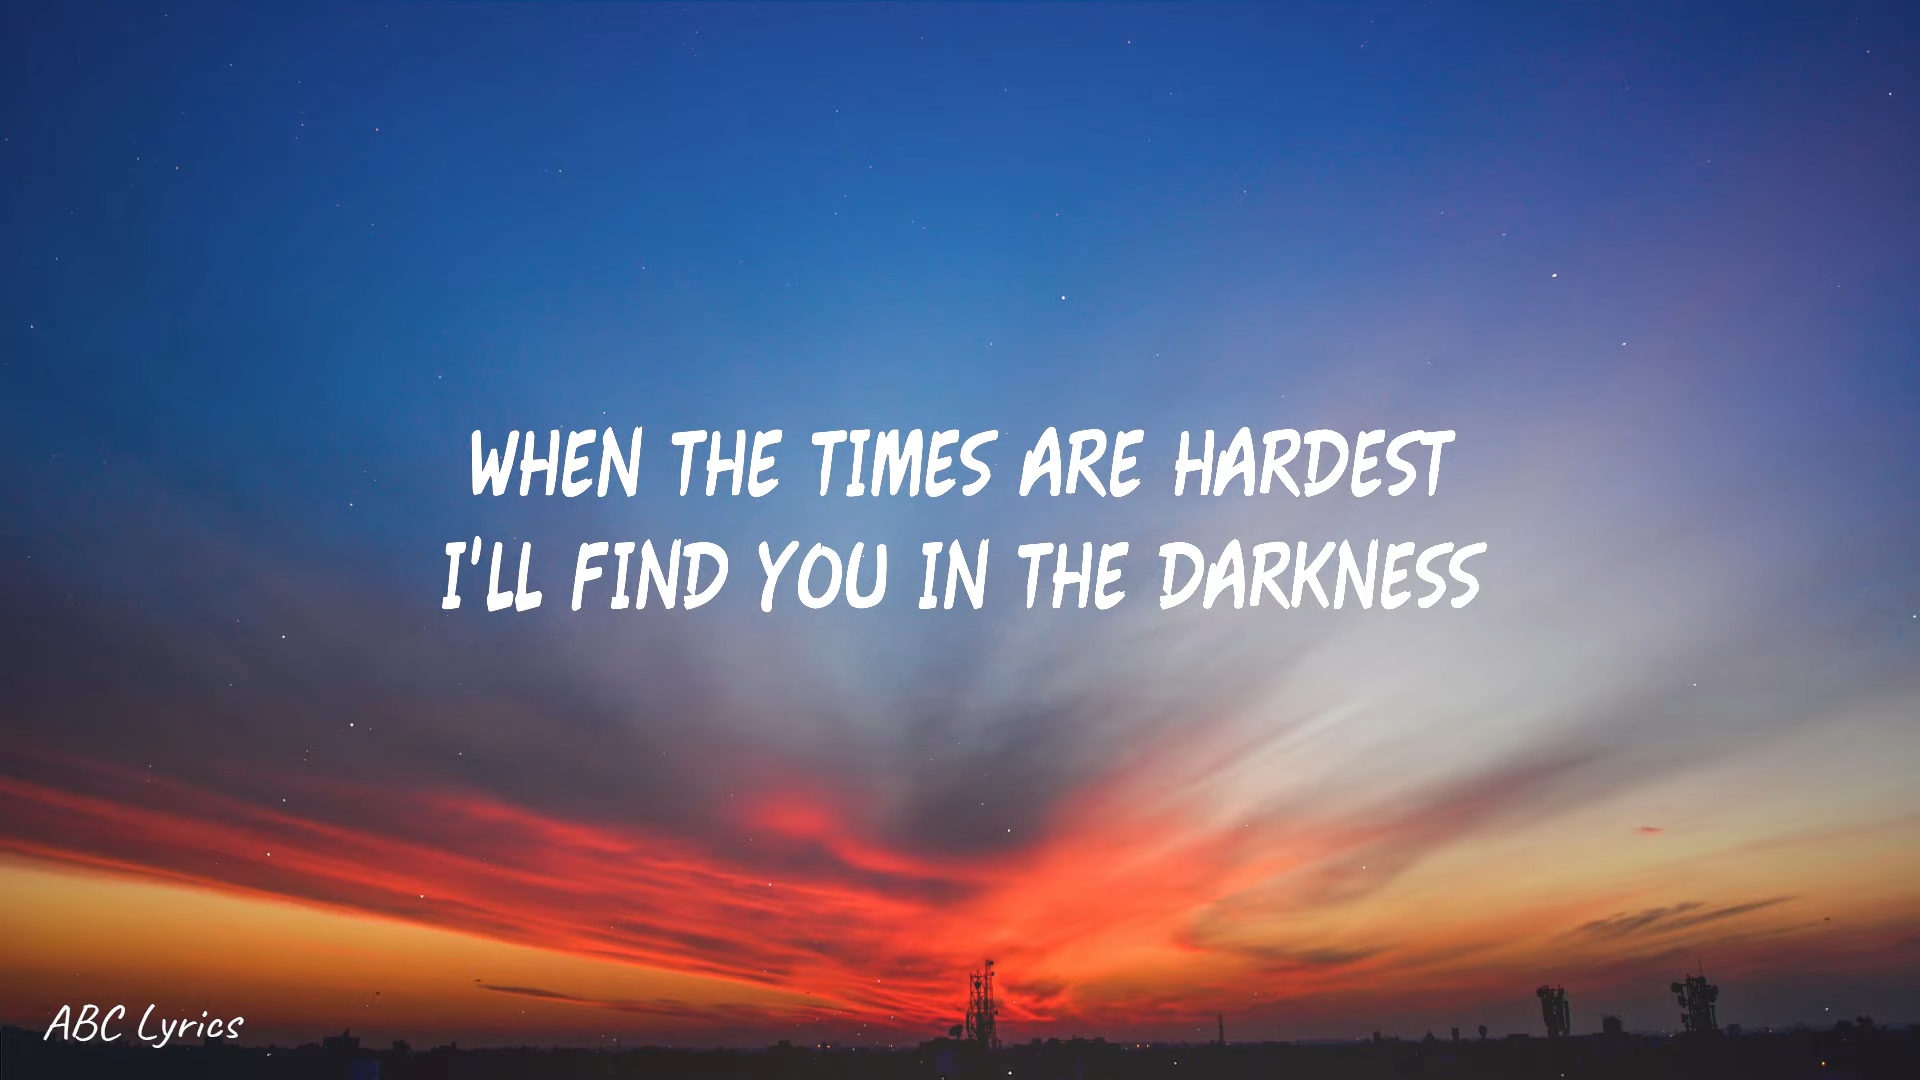 WHEN THE TIMES ARE HARDEST
I'LL FIND YOU IN THE DARKNESS
ABC Lyrics